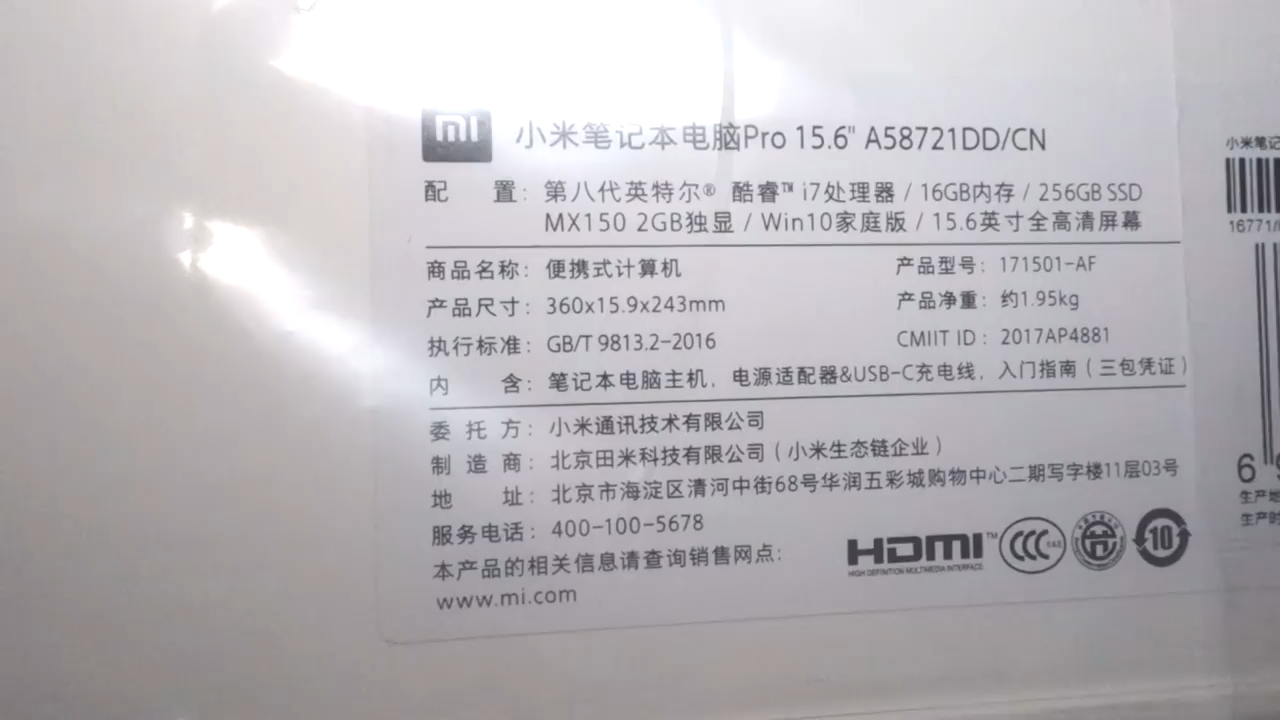 mi 小米笔记本电脑Pro 15.6" A58721DD/CN
配 置: 第八代英特尔® 酷睿™ i7处理器 / 16GB内存 / 256GB SSD
MX150 2GB独显 / Win10家庭版 / 15.6英寸全高清屏幕
商品名称: 便携式计算机 产品型号: 171501-AF
产品尺寸: 360x15.9x243mm 产品净重: 约1.95kg
执行标准: GB/T 9813.2-2016 CMIIT ID: 2017AP4881
内 含: 笔记本电脑主机, 电源适配器&USB-C充电线, 入门指南 (三包凭证)
委 托 方: 小米通讯技术有限公司
制 造 商: 北京田米科技有限公司 (小米生态链企业)
地 址: 北京市海淀区清河中街68号华润五彩城购物中心二期写字楼11层03号
服务电话: 400-100-5678
本产品的相关信息请查询销售网点:
www.mi.com
HDMI™
HIGH DEFINITION MULTIMEDIA INTERFACE
CCC
10
小米笔记
16771/
6
生产地
生产时